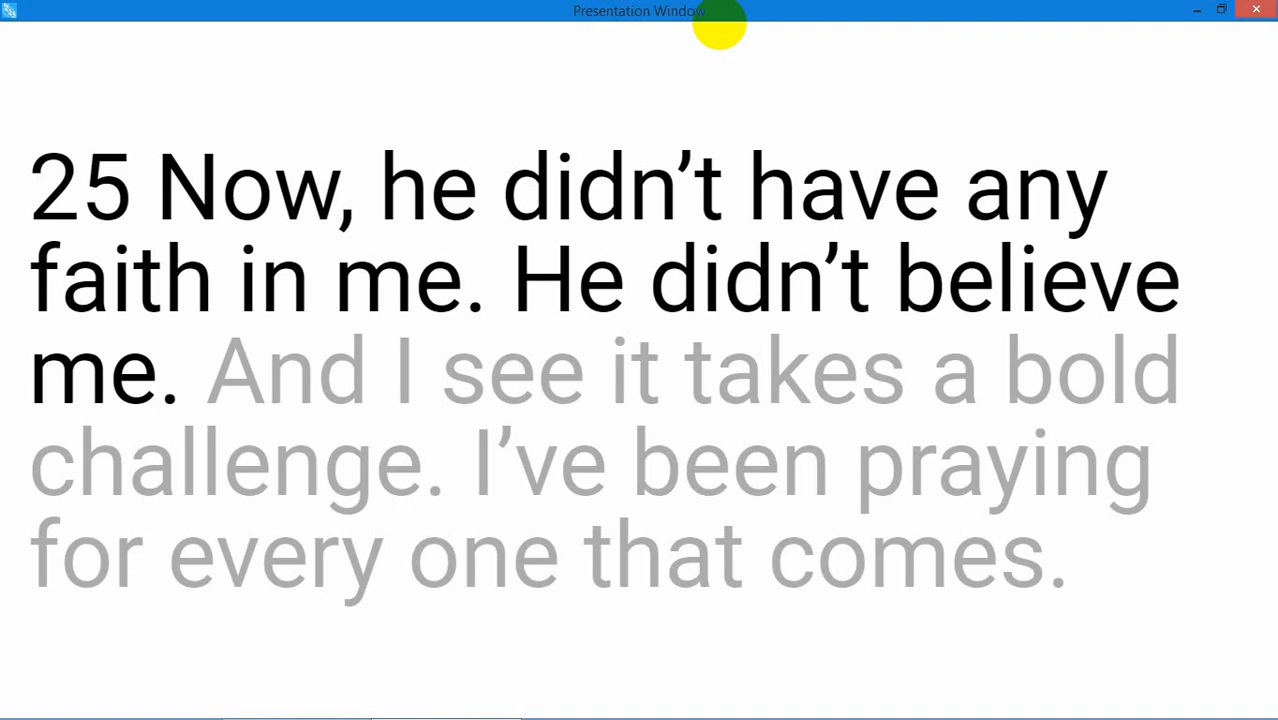 Presentation Window
25 Now, he didn’t have any
faith in me. He didn’t believe
me. And I see it takes a bold
challenge. I’ve been praying
for every one that comes.